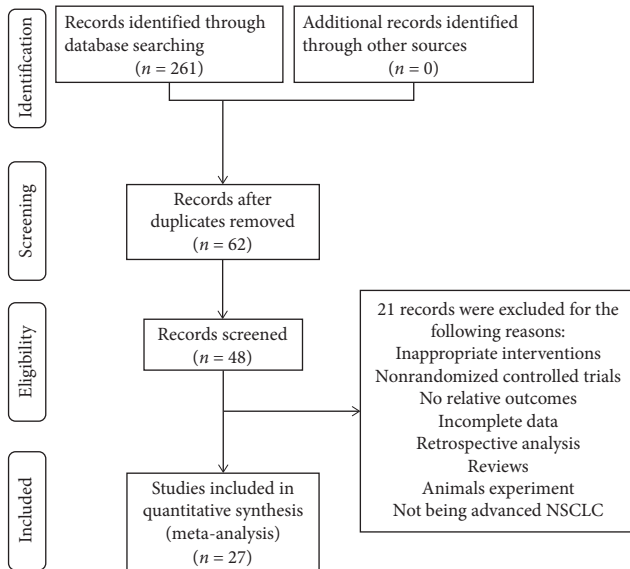 Identification
Records identified through
database searching
(n = 261)
Additional records identified
through other sources
(n = 0)
Screening
Records after
duplicates removed
(n = 62)
Eligibility
Records screened
(n = 48)
21 records were excluded for the
following reasons:
Inappropriate interventions
Nonrandomized controlled trials
No relative outcomes
Incomplete data
Retrospective analysis
Reviews
Animals experiment
Not being advanced NSCLC
Included
Studies included in
quantitative synthesis
(meta-analysis)
(n = 27)